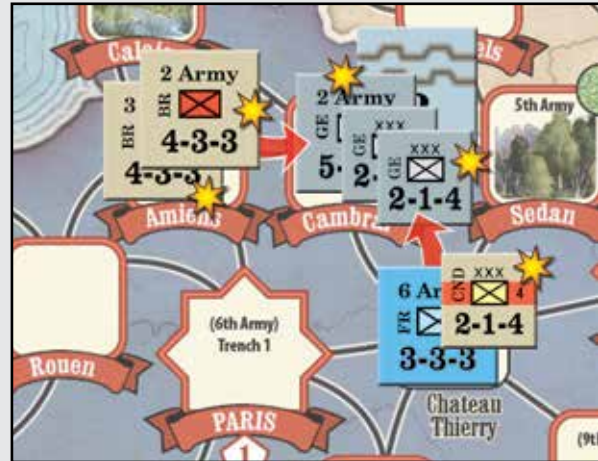 2 Army
BR
4-3-3
3
BR
4-3-3
Amiens
2 Army
GE
5-
xxx
GE
2-
xxx
GE
2-1-4
Cambrai
5th Army
Sedan
6 Ar
FR
3-3-3
CND
xxx
4
2-1-4
Chateau
Thierry
(6th Army)
Trench 1
Rouen
PARIS
1
(9th